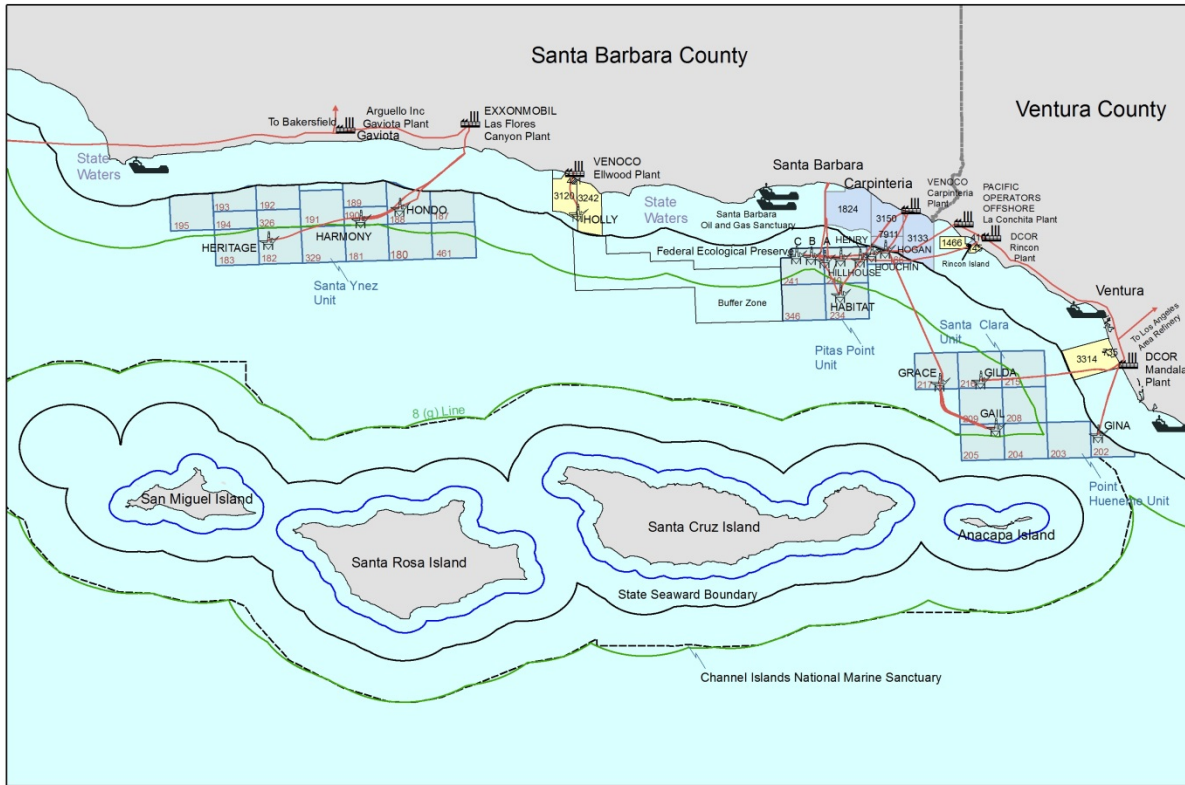 Santa Barbara County
Ventura County
To Bakersfield
Arguello Inc
Gaviota Plant
Gaviota
EXXONMOBIL
Las Flores
Canyon Plant
State
Waters
VENOCO
Ellwood Plant
3120
3242
HOLLY
State
Waters
Santa Barbara
Santa Barbara
Oil and Gas Sanctuary
Carpinteria
VENOCO
Carpinteria
Plant
PACIFIC
OPERATORS
OFFSHORE
La Conchita Plant
DCOR
Rincon
Plant
1824
3150
7911
3133
1466
Rincon Island
Federal Ecological Preserve
C B A HENRY
HILLHOUSE
HOGAN
HOUCHIN
HABITAT
241
346
234
Buffer Zone
Pitas Point
Unit
195
193
192
189
194
326
191
188
187
HONDO
HARMONY
HERITAGE
183
182
329
181
180
461
Santa Ynez
Unit
Ventura
To Los Angeles
Area Refinery
3314
DCOR
Mandalay
Plant
Santa Clara
Unit
GRACE
217
216
GILDA
215
GAIL
209
208
GINA
205
204
203
202
Point
Hueneme Unit
8 (g) Line
San Miguel Island
Santa Rosa Island
Santa Cruz Island
Anacapa Island
State Seaward Boundary
Channel Islands National Marine Sanctuary